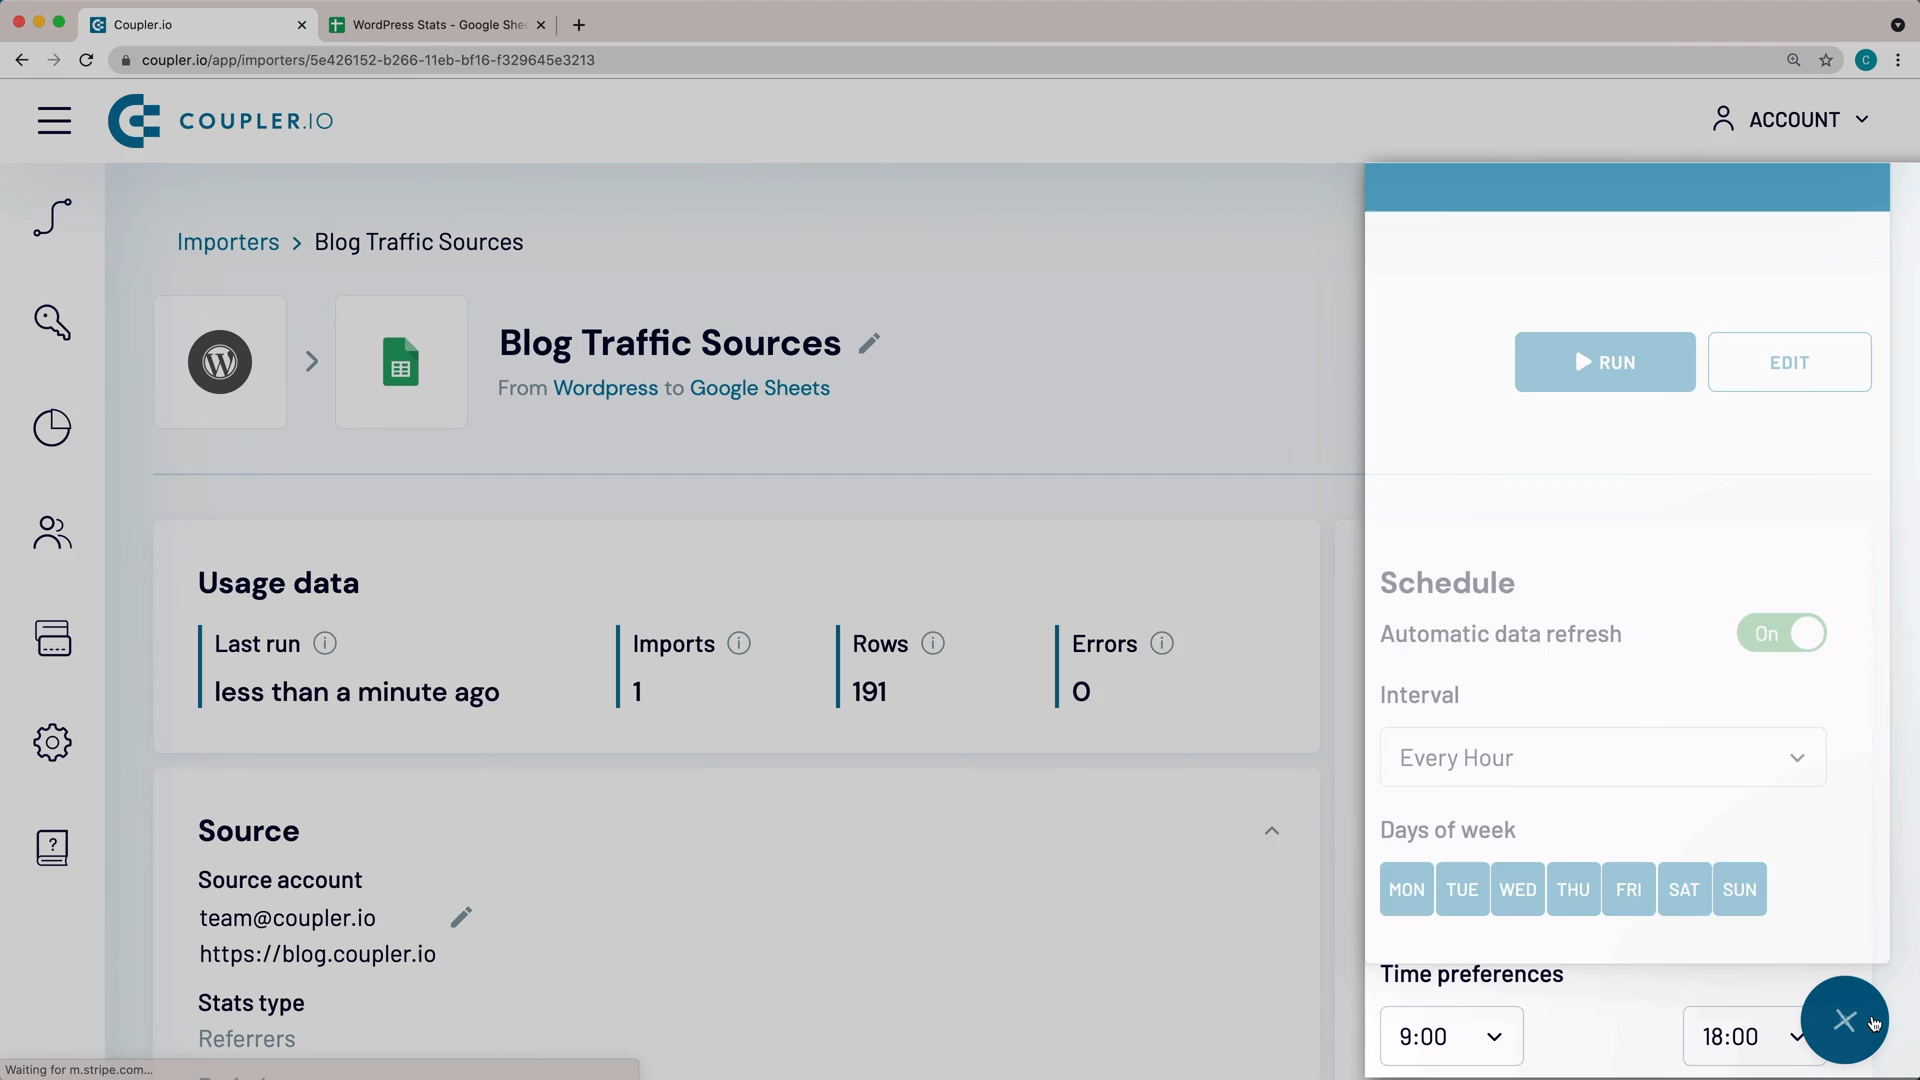 Coupler.io
WordPress Stats - Google She
coupler.io/app/importers/5e426152-b266-11eb-bf16-f329645e3213
C
COUPLER.IO
ACCOUNT
Importers > Blog Traffic Sources
Blog Traffic Sources
From Wordpress to Google Sheets
RUN
EDIT
Usage data
Last run
less than a minute ago
Imports
1
Rows
191
Errors
0
Schedule
Automatic data refresh
On
Interval
Every Hour
Days of week
MON TUE WED THU FRI SAT SUN
Time preferences
9:00
18:00
Source
Source account
team@coupler.io
https://blog.coupler.io
Stats type
Referrers
Waiting for m.stripe.com...